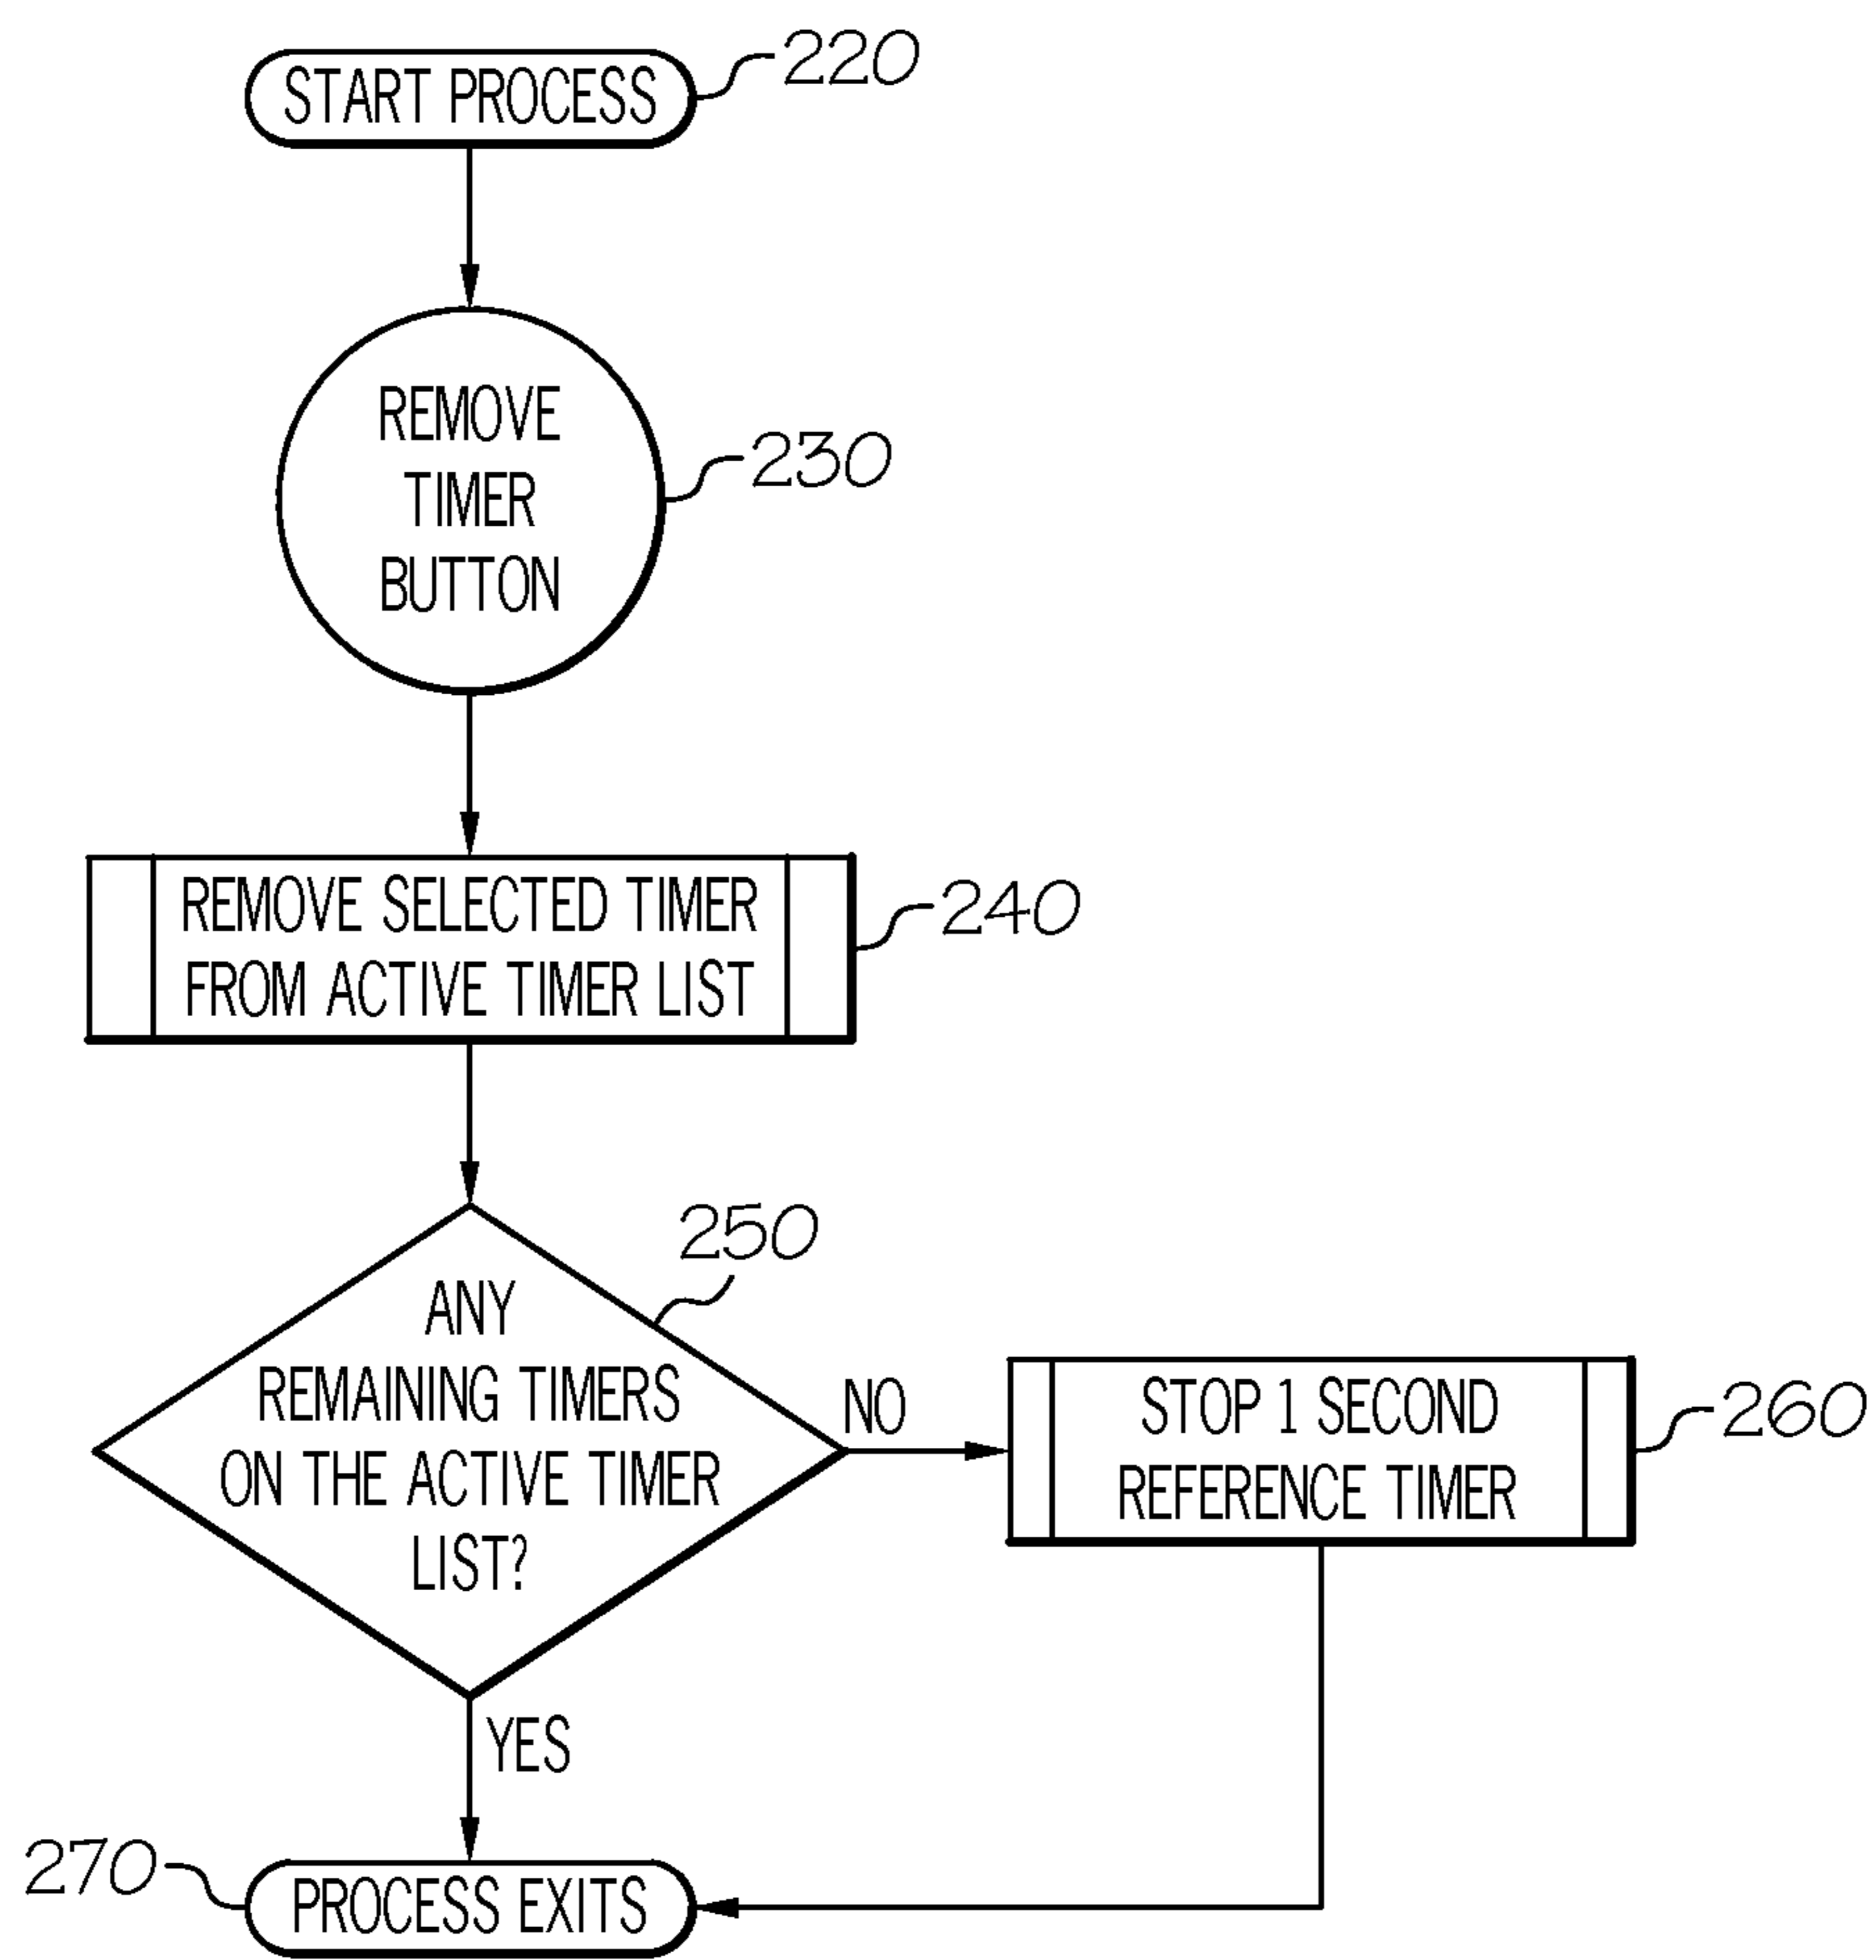 START PROCESS
220
REMOVE
TIMER
BUTTON
230
REMOVE SELECTED TIMER
FROM ACTIVE TIMER LIST
240
250
ANY
REMAINING TIMERS
ON THE ACTIVE TIMER
LIST?
NO
STOP 1 SECOND
REFERENCE TIMER
260
YES
270
PROCESS EXITS